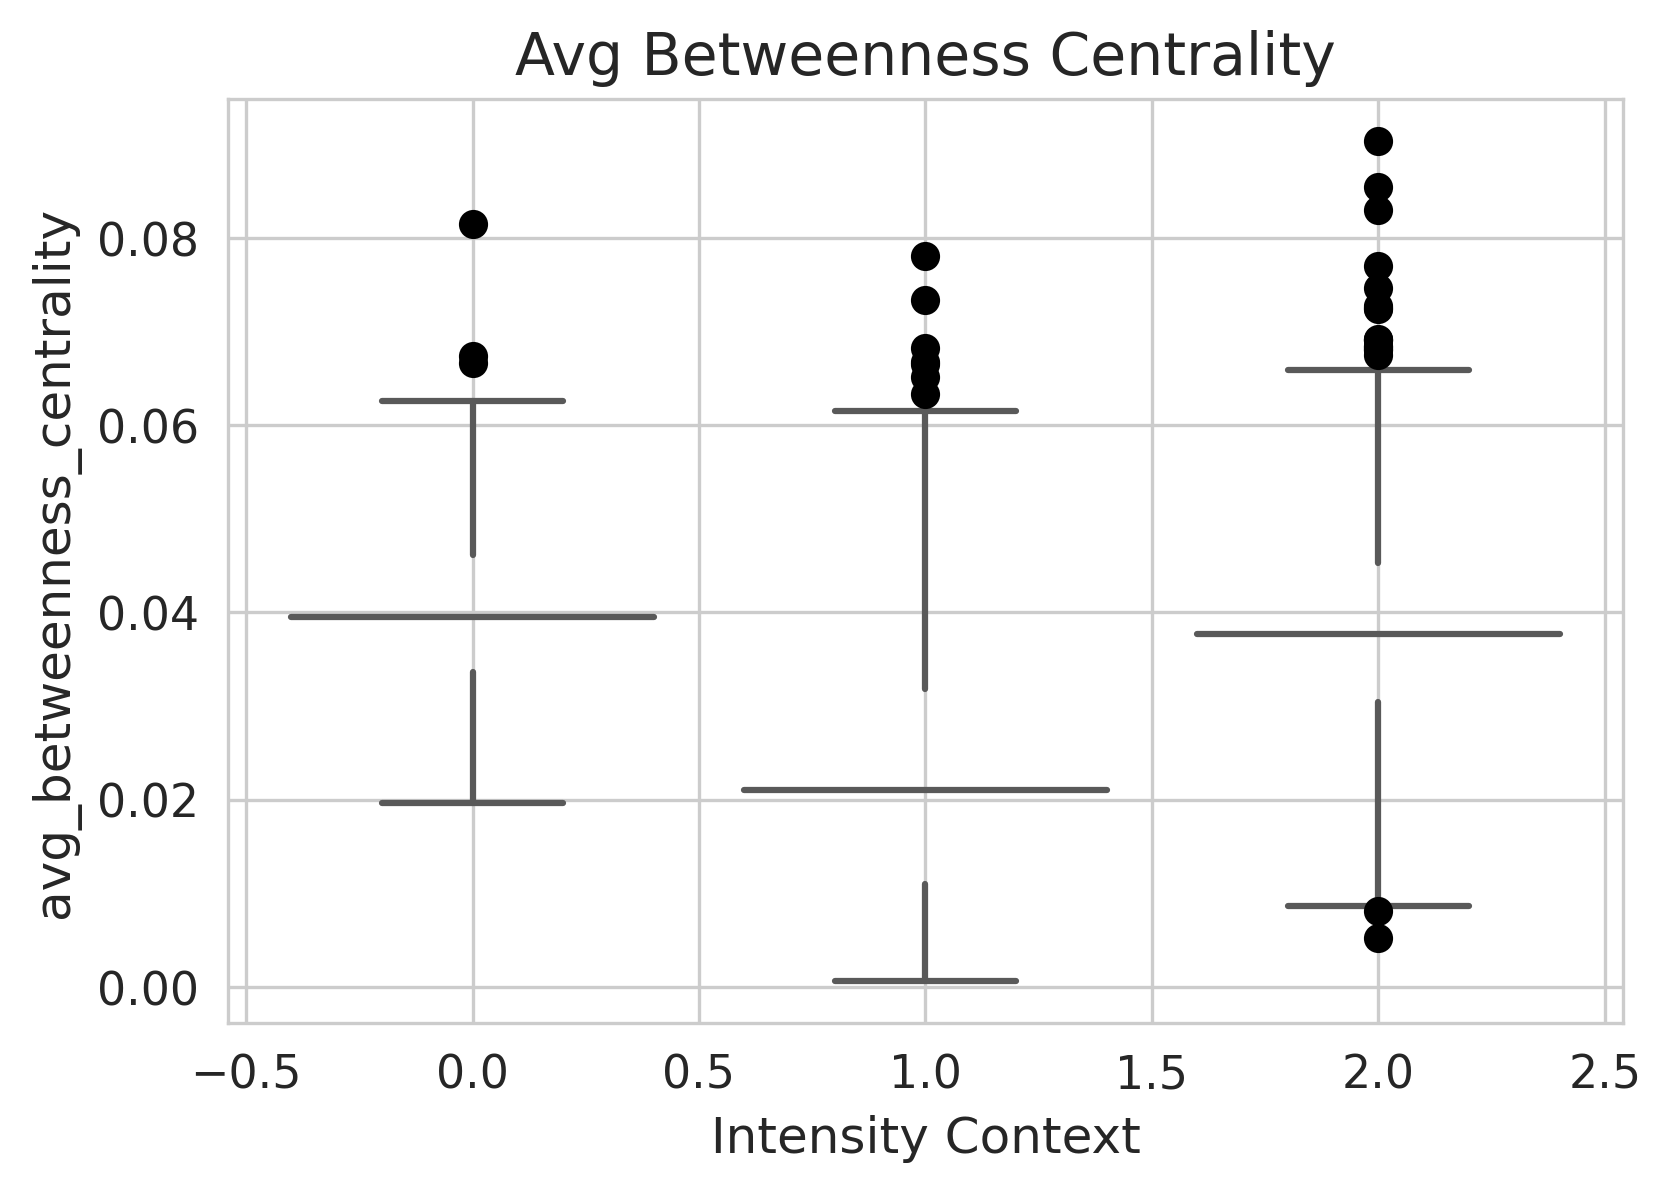 Avg Betweenness Centrality
avg_betweenness_centrality
0.08
0.06
0.04
0.02
0.00
−0.5 0.0 0.5 1.0 1.5 2.0 2.5
Intensity Context